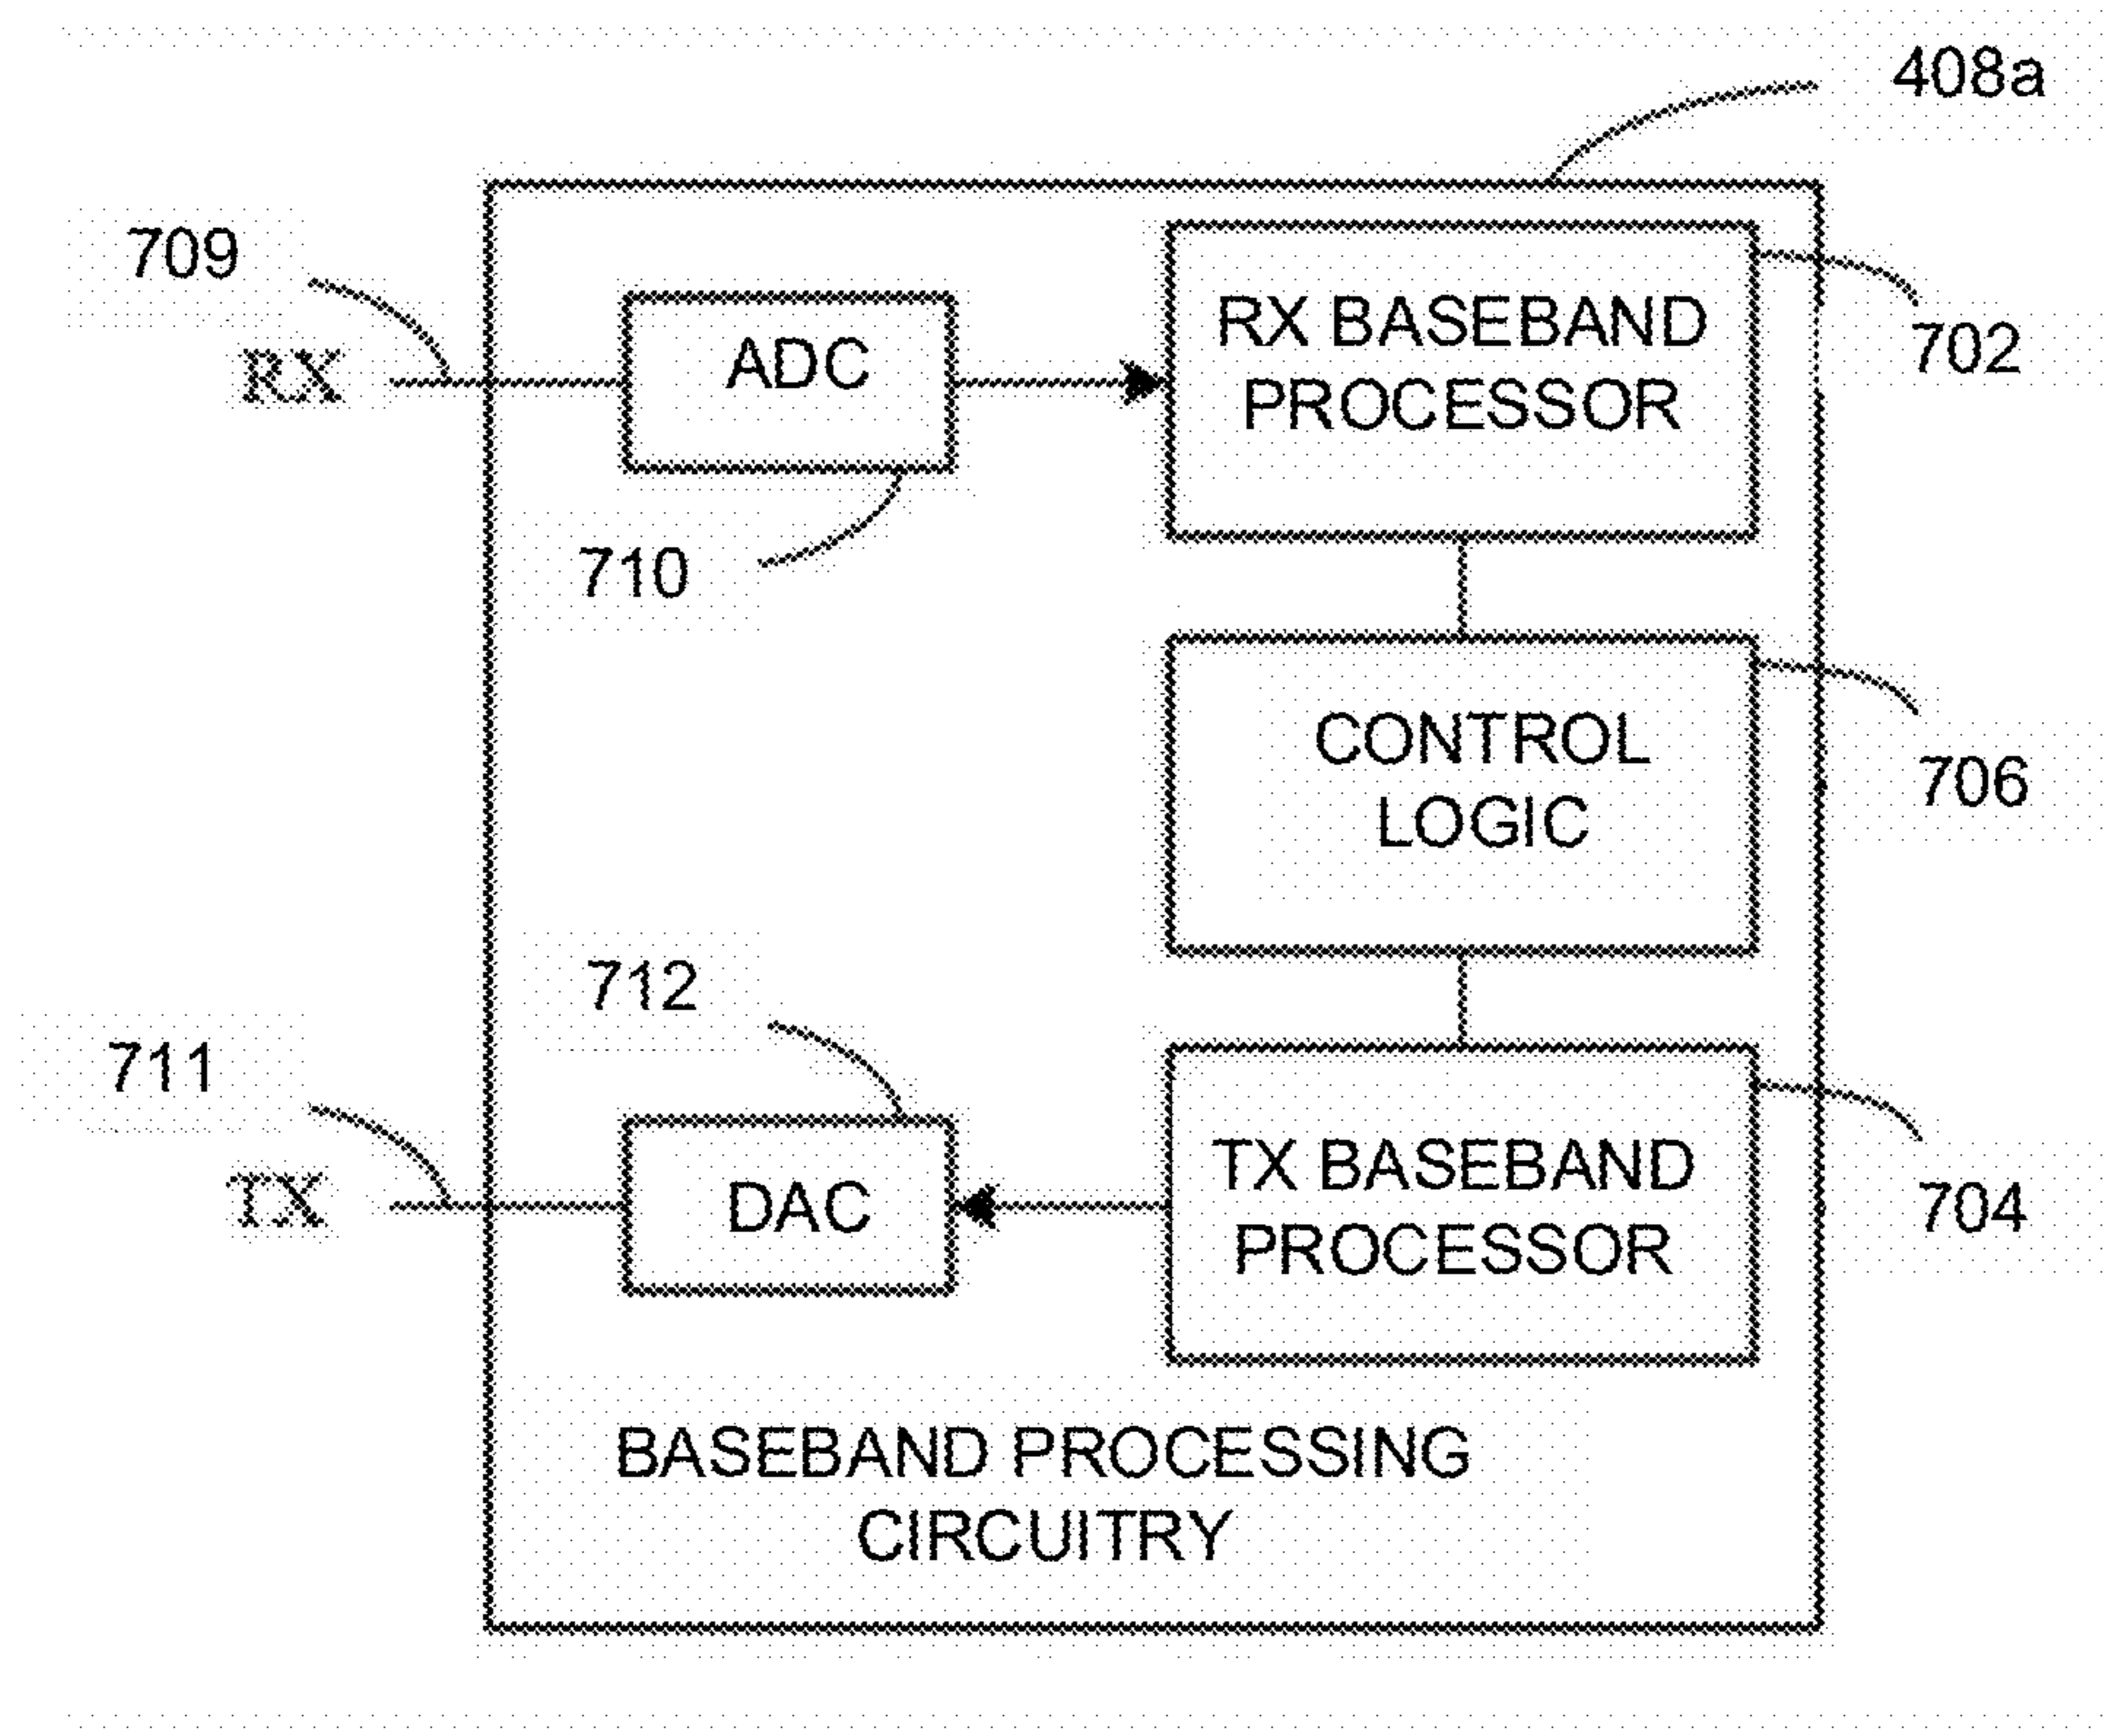 408a
709
RX
ADC
710
RX BASEBAND
PROCESSOR
702
CONTROL
LOGIC
706
712
711
TX
DAC
TX BASEBAND
PROCESSOR
704
BASEBAND PROCESSING
CIRCUITRY